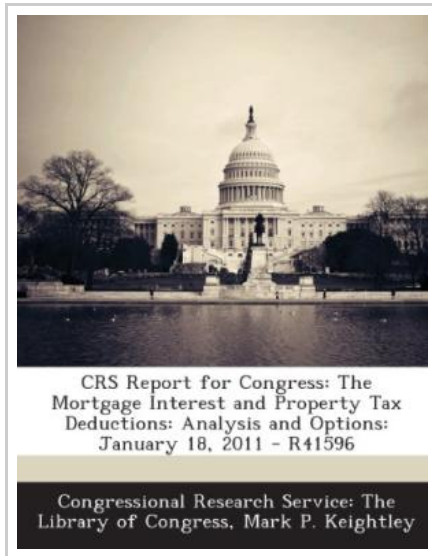 CRS Report for Congress: The
Mortgage Interest and Property Tax
Deductions: Analysis and Options:
January 18, 2011 - R41596
Congressional Research Service: The
Library of Congress, Mark P. Keightley